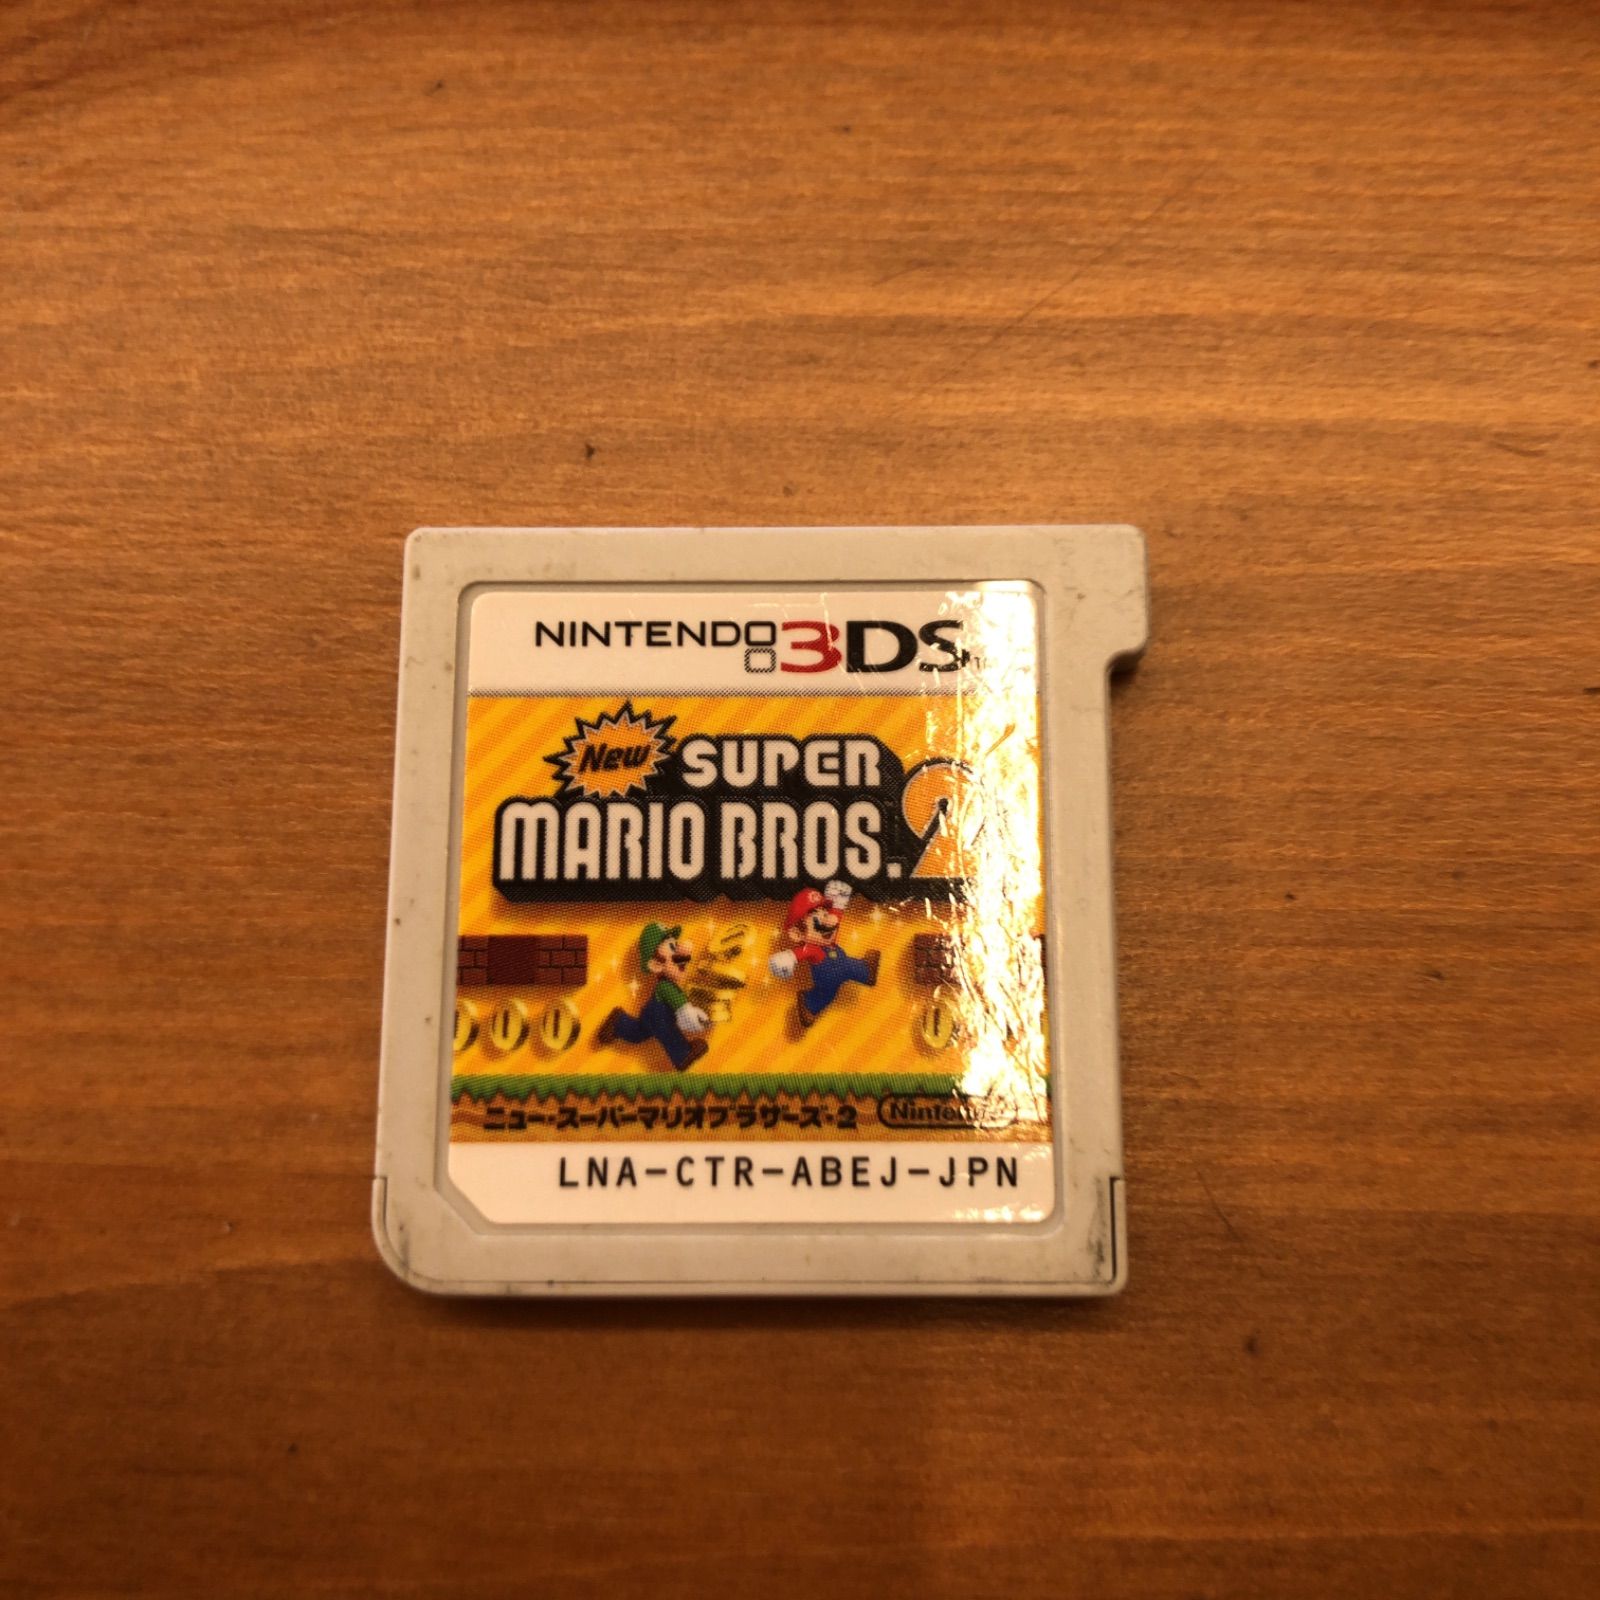 NINTENDO 3DS TM
New SUPER
MARIO BROS. 2
ニュー・スーパーマリオブラザーズ・2 Nintendo
LNA-CTR-ABEJ-JPN